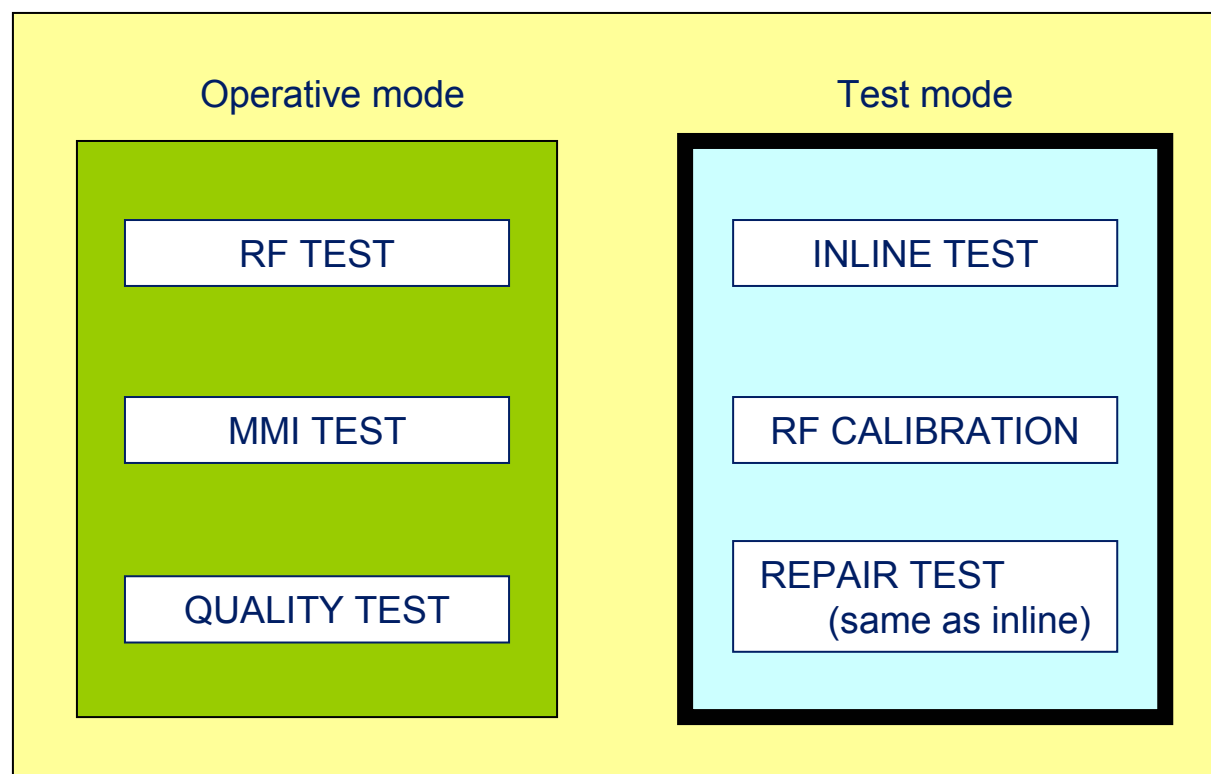 Operative mode
RF TEST
MMI TEST
QUALITY TEST
Test mode
INLINE TEST
RF CALIBRATION
REPAIR TEST
(same as inline)